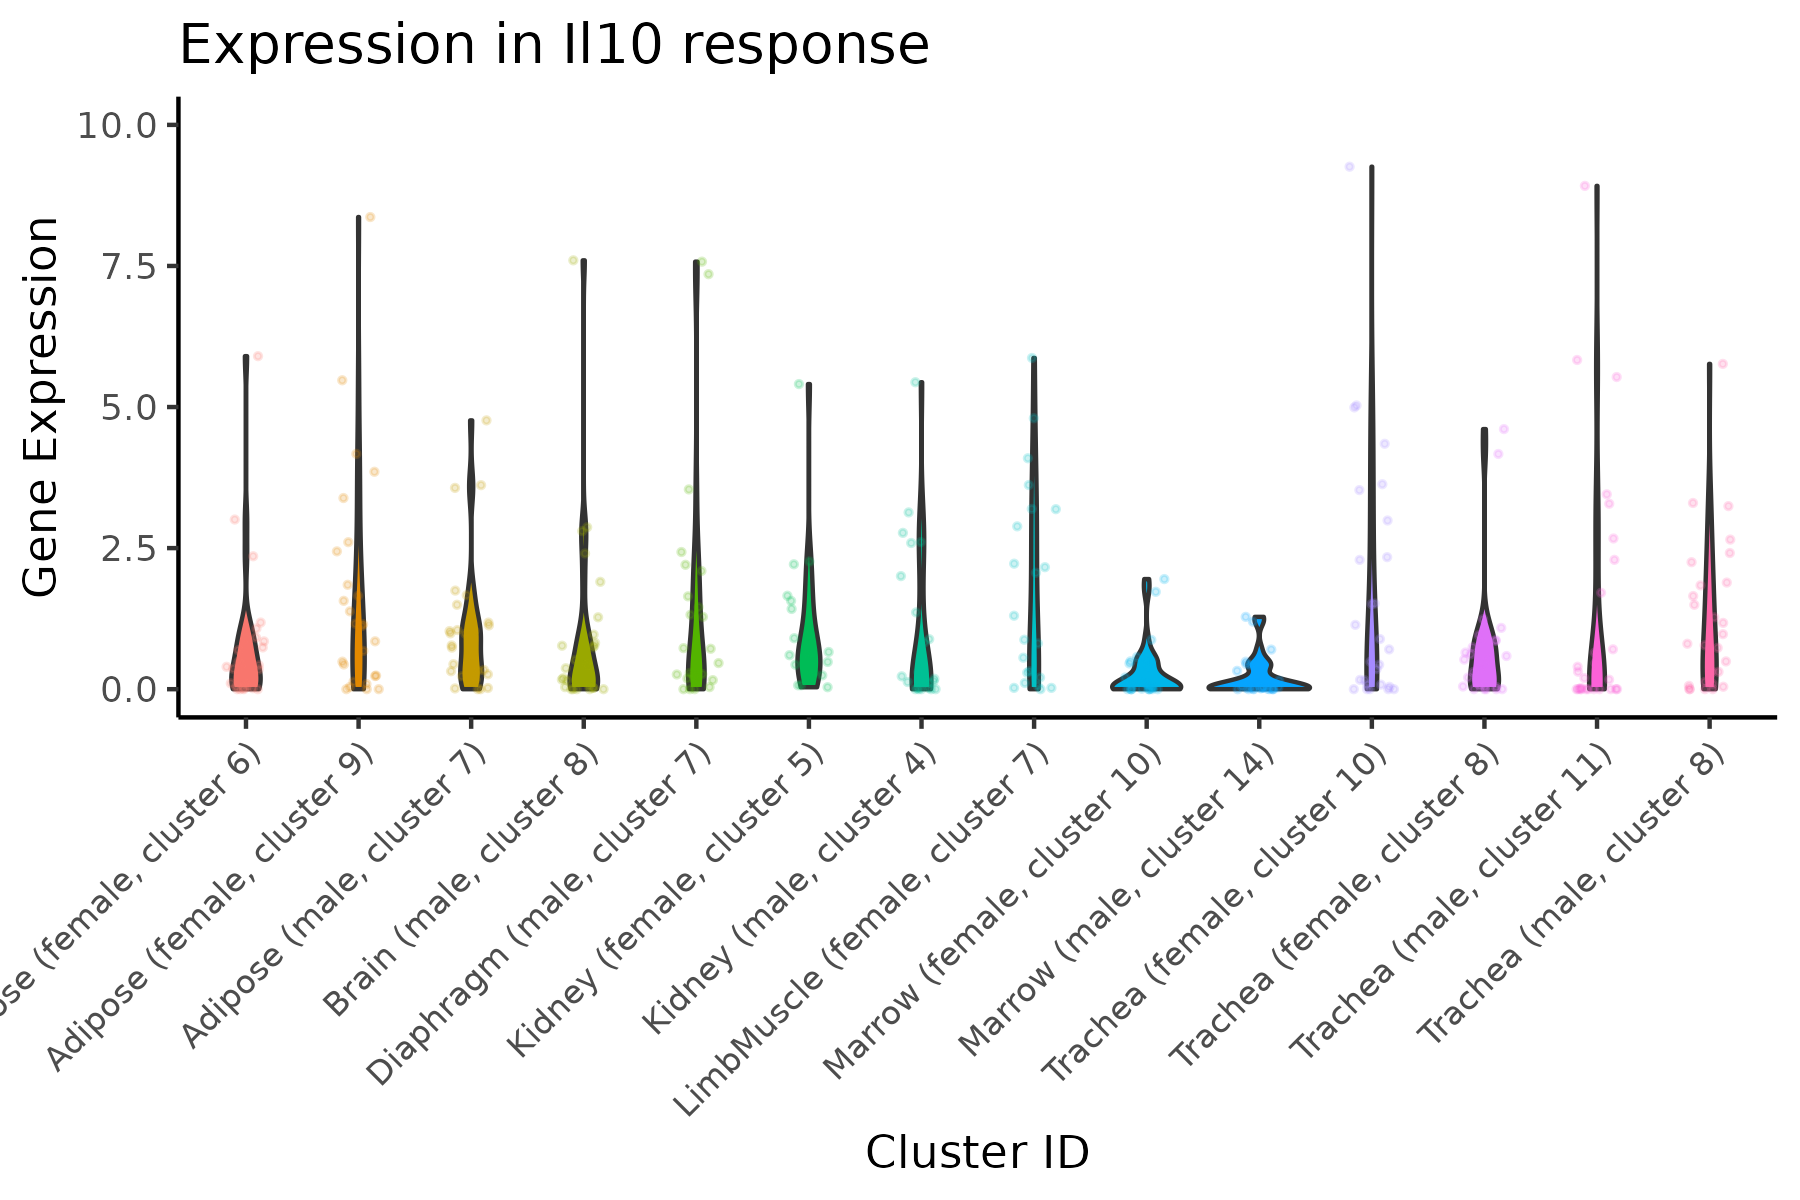 Expression in Il10 response
Gene Expression
10.0
7.5
5.0
2.5
0.0
(female, cluster 6)
Adipose (female, cluster 9)
Adipose (male, cluster 7)
Brain (male, cluster 8)
Diaphragm (male, cluster 7)
Kidney (female, cluster 5)
Kidney (male, cluster 4)
LimbMuscle (female, cluster 7)
Marrow (female, cluster 10)
Marrow (male, cluster 14)
Trachea (female, cluster 10)
Trachea (female, cluster 8)
Trachea (male, cluster 11)
Trachea (male, cluster 8)
Cluster ID